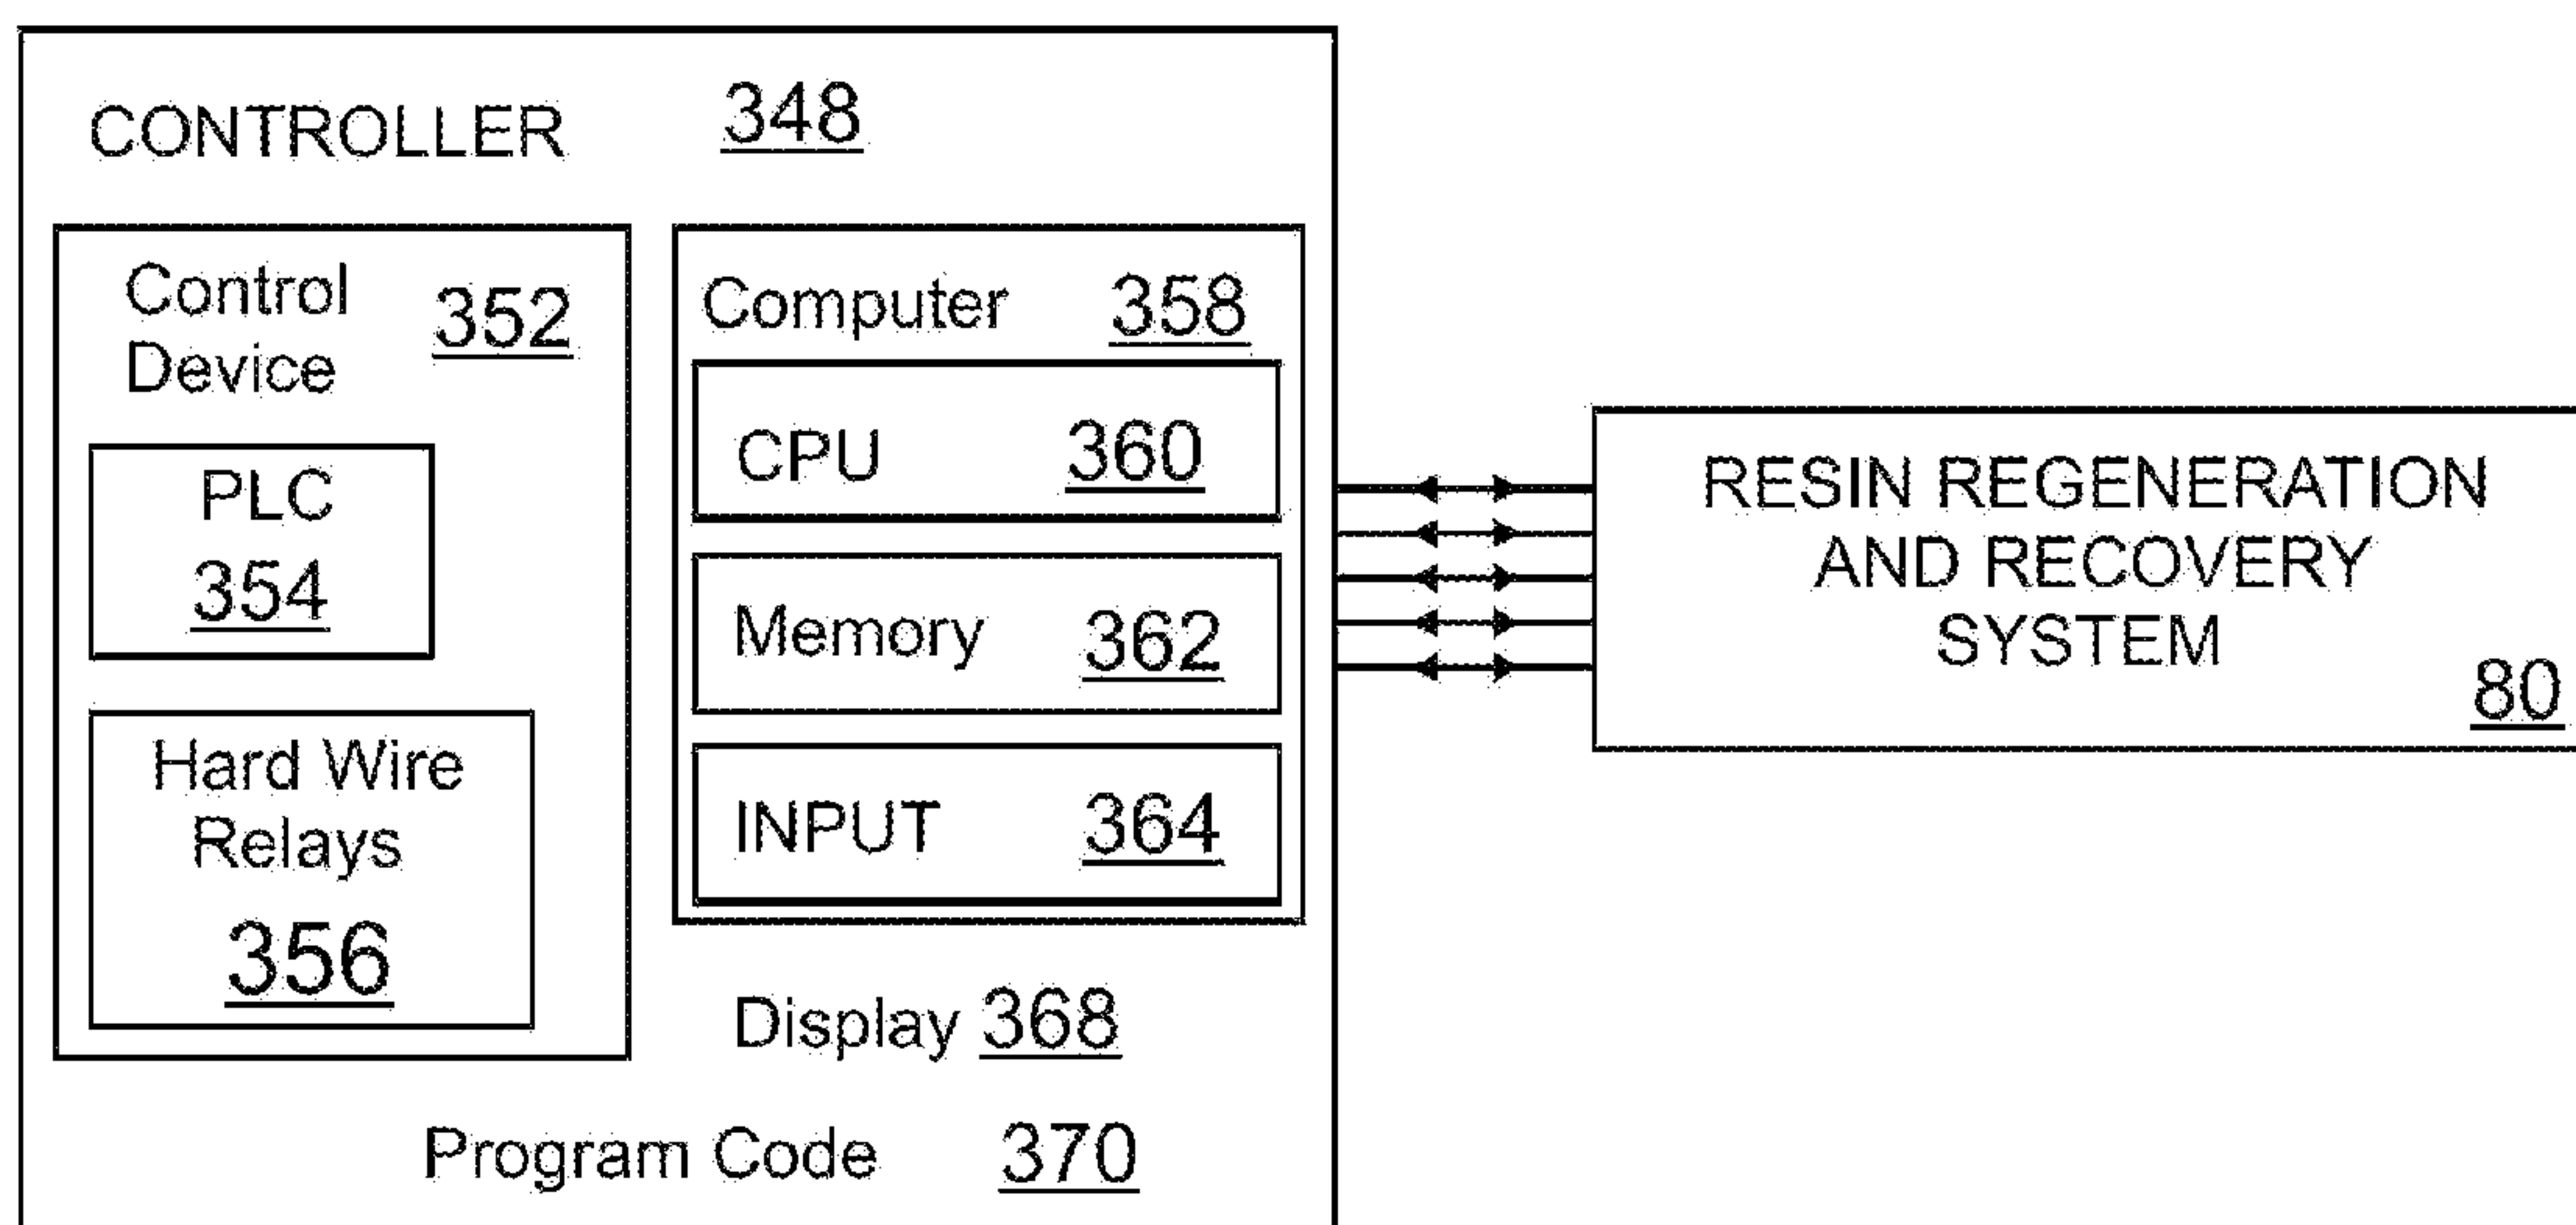 CONTROLLER 348
Control
Device 352
PLC
354
Hard Wire
Relays
356
Computer 358
CPU 360
Memory 362
INPUT 364
Display 368
Program Code 370
RESIN REGENERATION
AND RECOVERY
SYSTEM
80